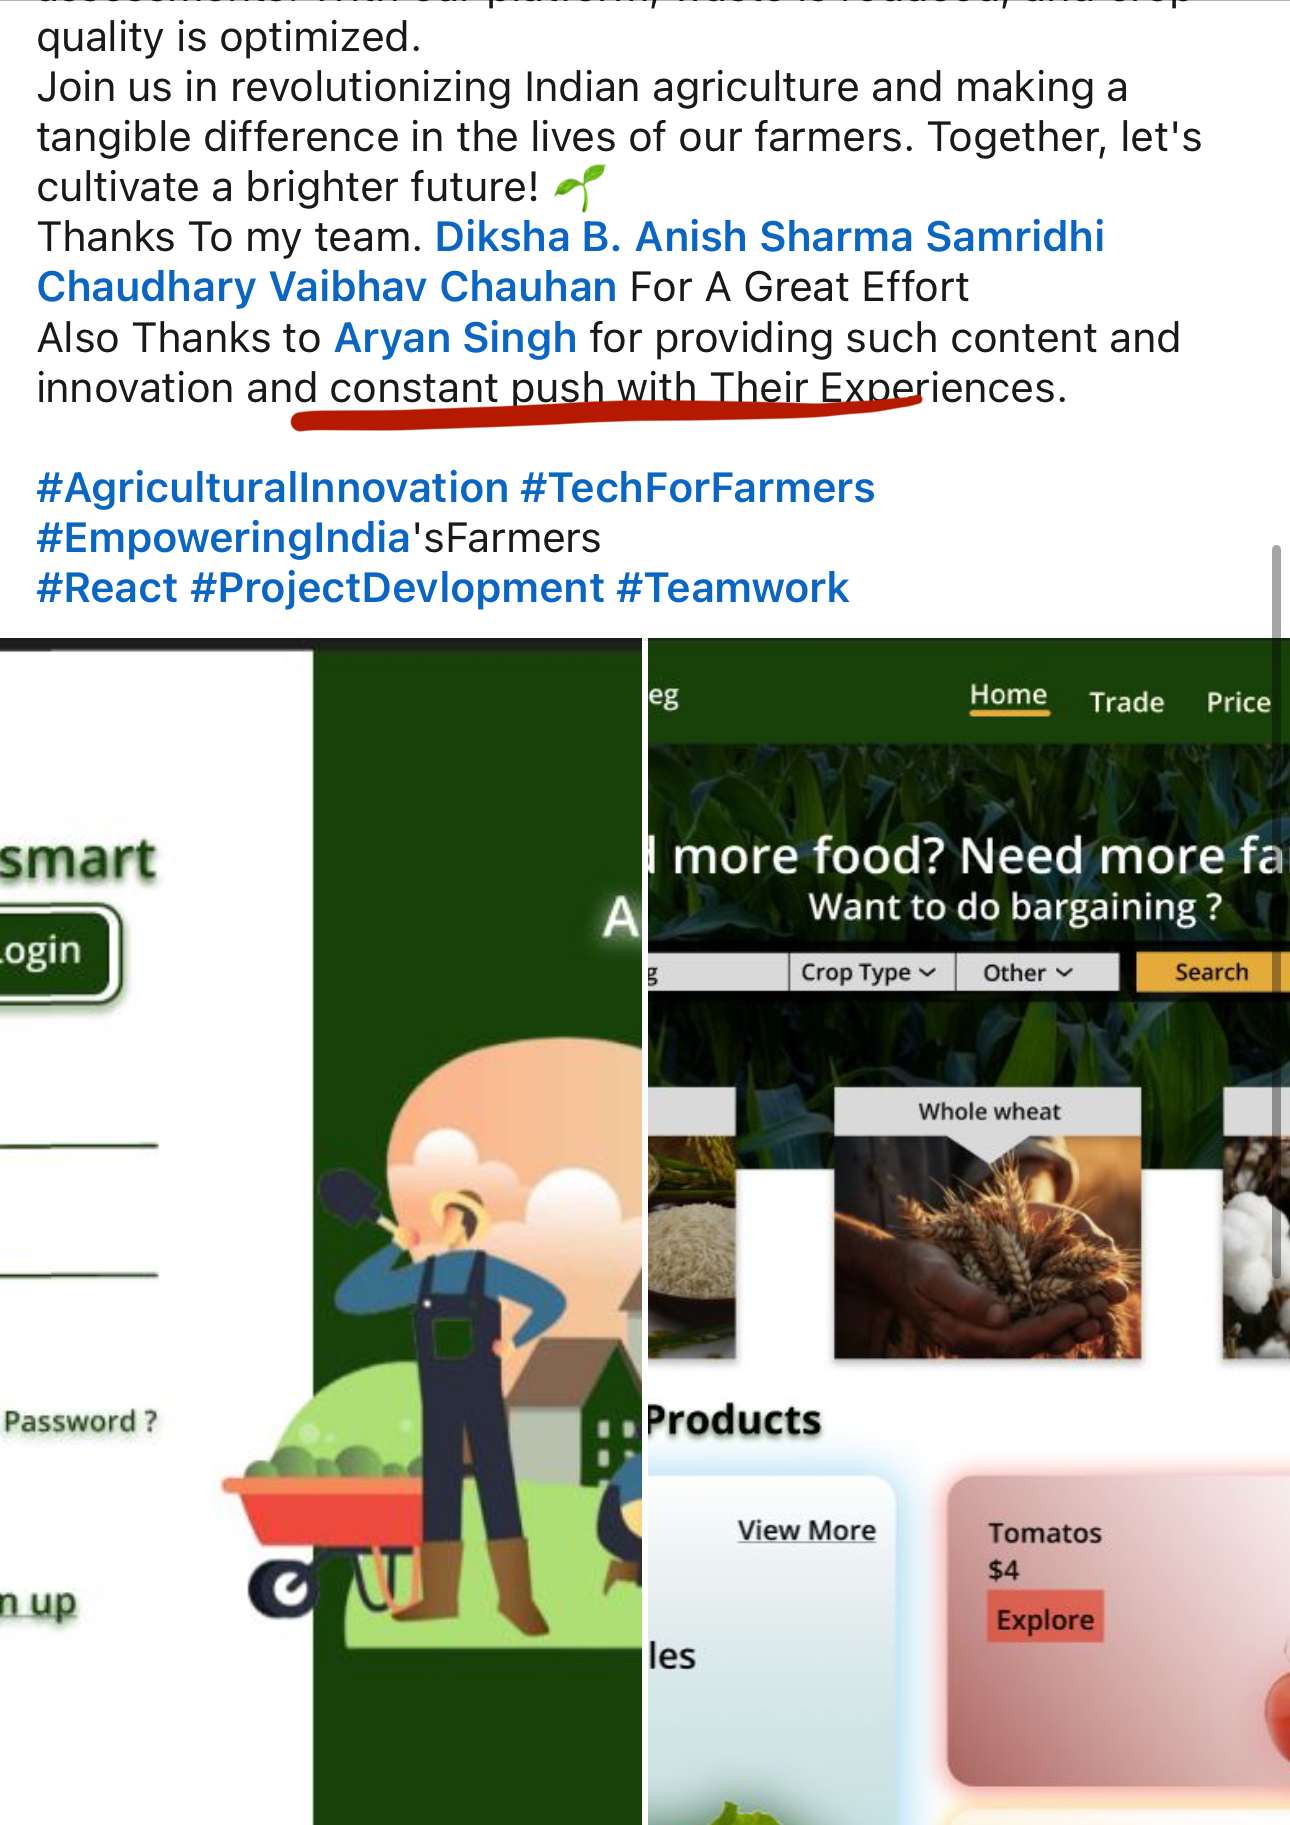 quality is optimized.
Join us in revolutionizing Indian agriculture and making a
tangible difference in the lives of our farmers. Together, let's
cultivate a brighter future! 🌱
Thanks To my team. Diksha B. Anish Sharma Samridhi
Chaudhary Vaibhav Chauhan For A Great Effort
Also Thanks to Aryan Singh for providing such content and
innovation and constant push with Their Experiences.
#AgriculturalInnovation #TechForFarmers
#EmpoweringIndia'sFarmers
#React #ProjectDevlopment #Teamwork
smart
Login
A
Password ?
n up
eg
Home Trade Price
more food? Need more fa
Want to do bargaining ?
g Crop Type Other Search
Whole wheat
Products
View More
les
Tomatos
$4
Explore